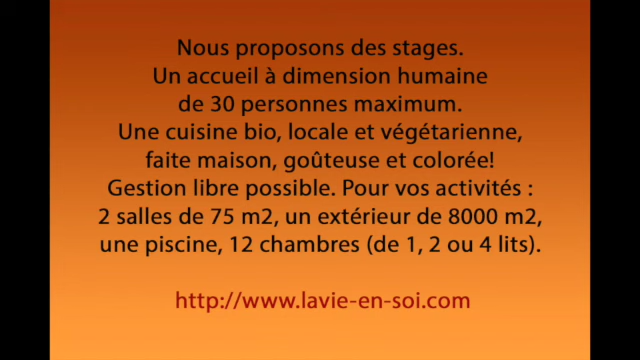 Nous proposons des stages.
Un accueil à dimension humaine
de 30 personnes maximum.
Une cuisine bio, locale et végétarienne,
faite maison, goûteuse et colorée!
Gestion libre possible. Pour vos activités :
2 salles de 75 m2, un extérieur de 8000 m2,
une piscine, 12 chambres (de 1, 2 ou 4 lits).
http://www.lavie-en-soi.com